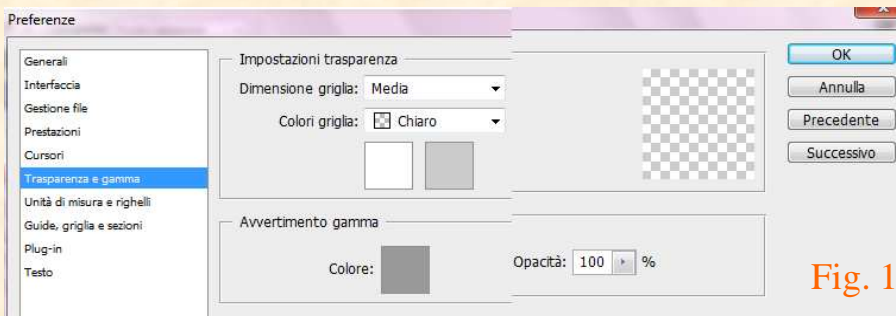 Preferenze
Generali
Interfaccia
Gestione file
Prestazioni
Cursori
Trasparenza e gamma
Unità di misura e righelli
Guide, griglia e sezioni
Plug-in
Testo
Impostazioni trasparenza
Dimensione griglia: Media
Colori griglia: Chiaro
Avvertimento gamma
Colore:
Opacità: 100 %
OK
Annulla
Precedente
Successivo
Fig. 1